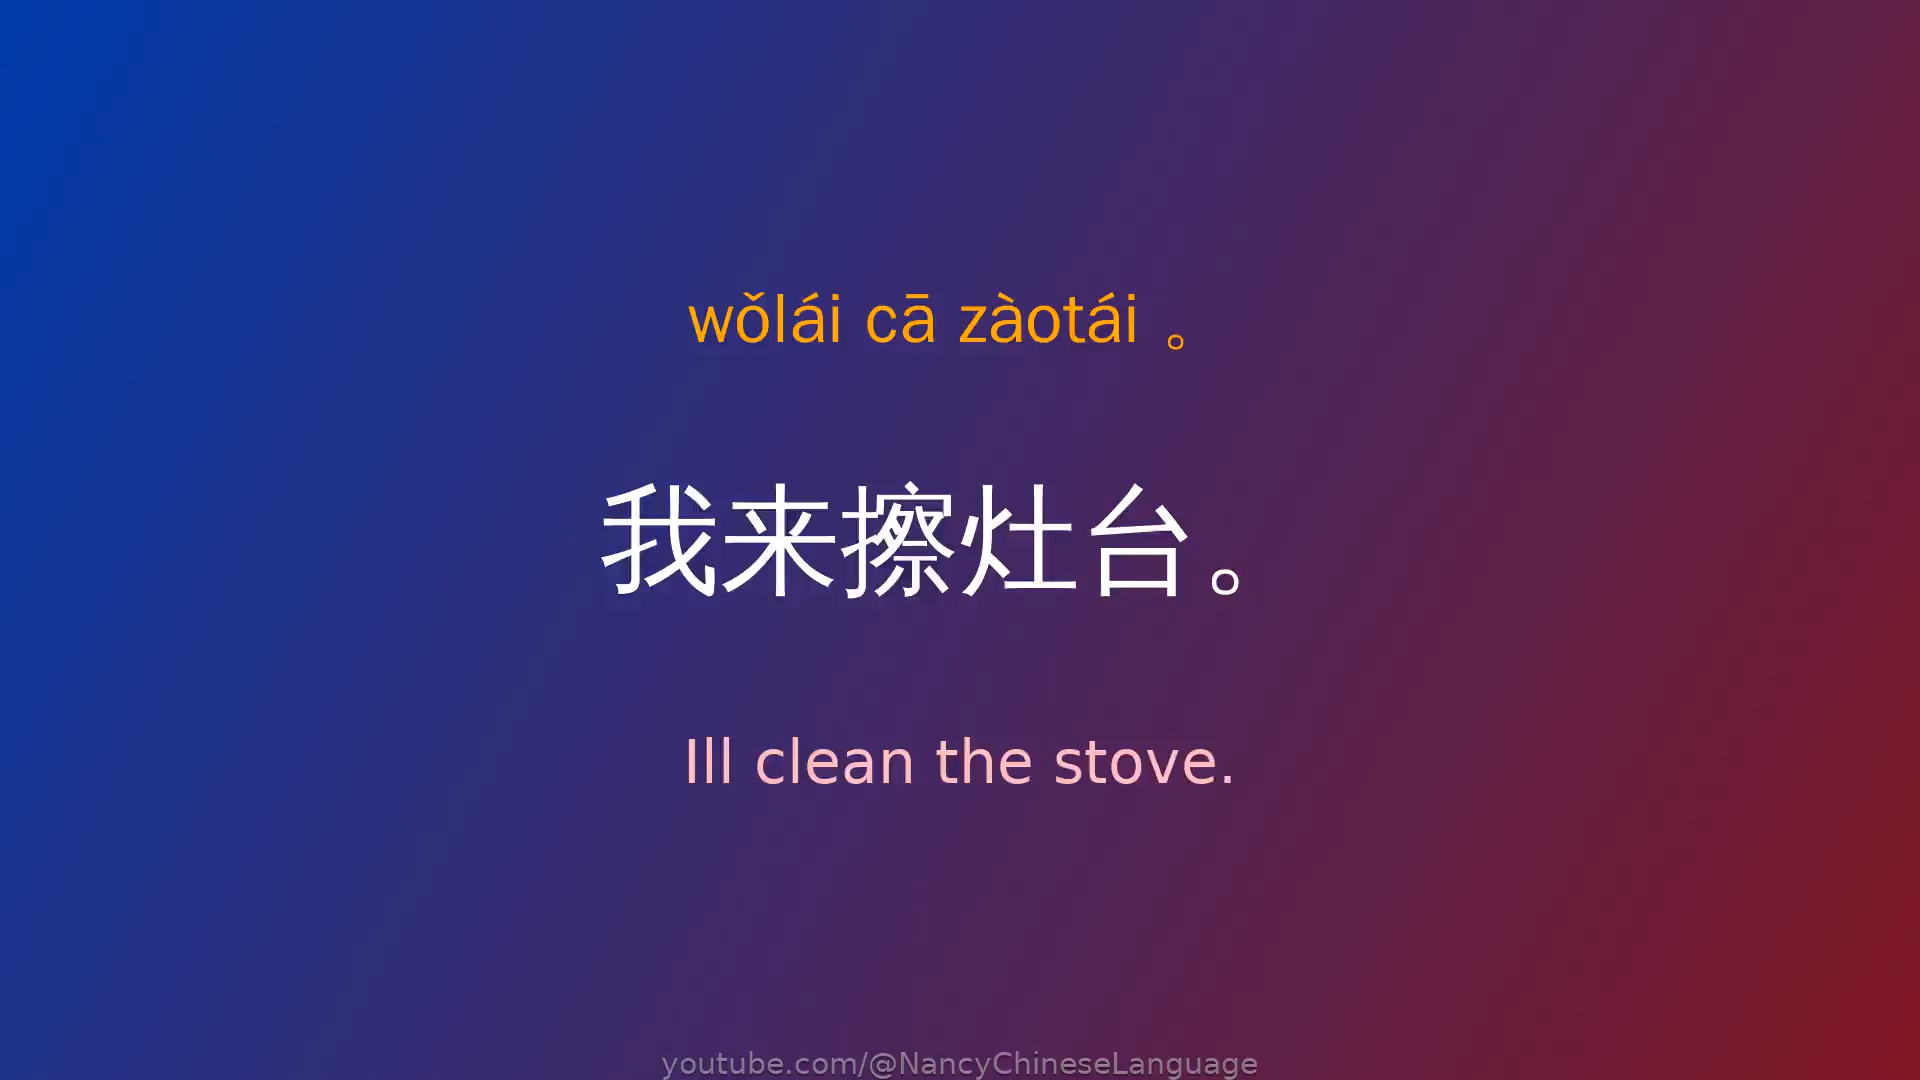 wǒlái cā zàotái 。
我来擦灶台。
Ill clean the stove.
youtube.com/@NancyChineseLanguage